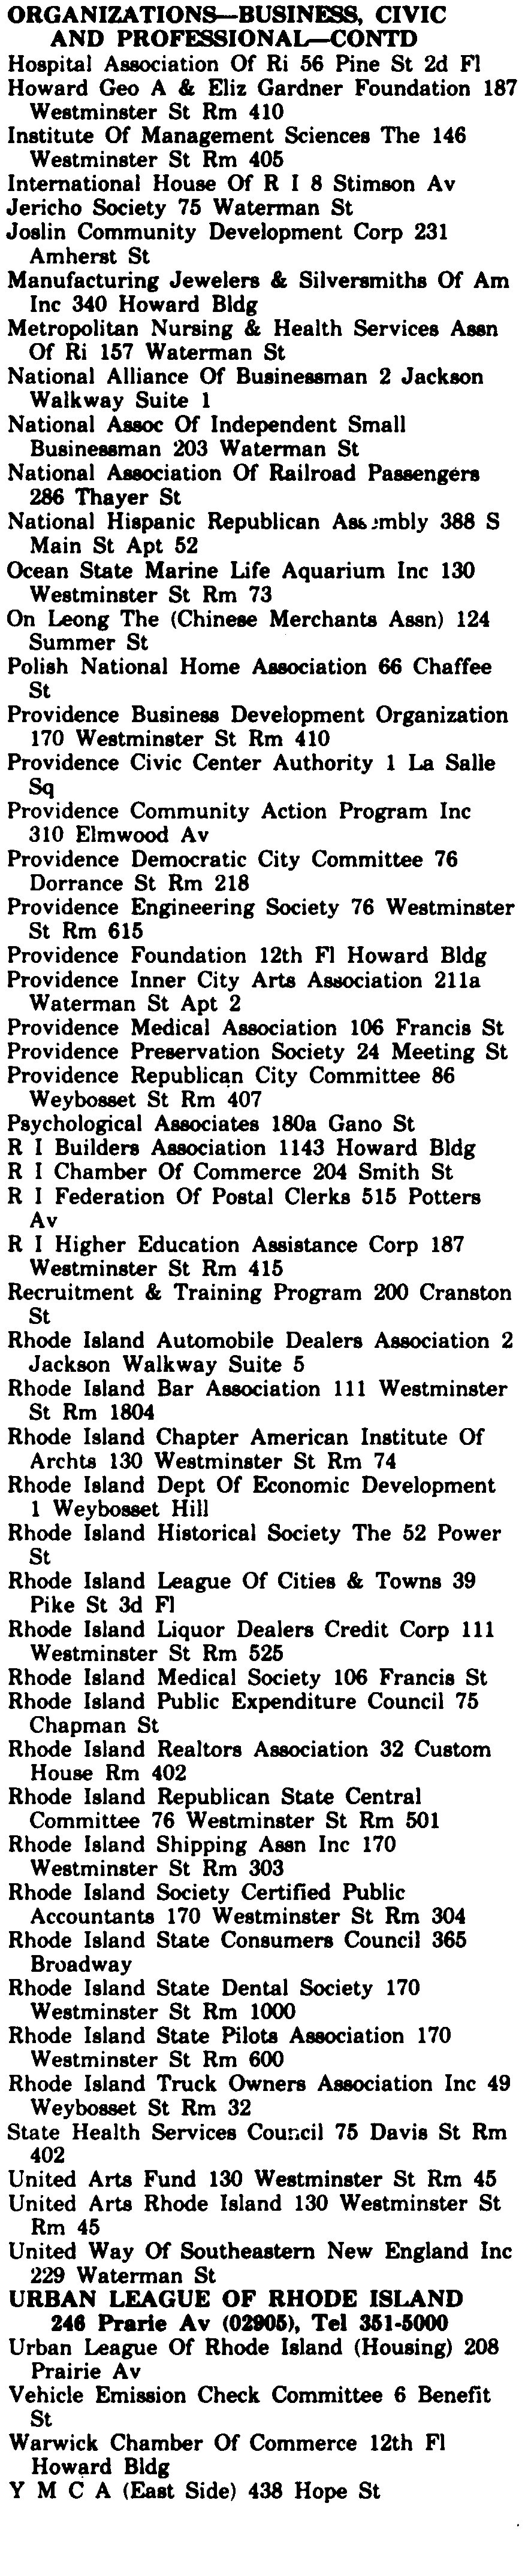 ORGANIZATIONS—BUSINESS, CIVIC
AND PROFESSIONAL—CONTD
Hospital Association Of Ri 56 Pine St 2d Fl
Howard Geo A & Eliz Gardner Foundation 187
Westminster St Rm 410
Institute Of Management Sciences The 146
Westminster St Rm 405
International House Of R I 8 Stimson Av
Jericho Society 75 Waterman St
Joslin Community Development Corp 231
Amherst St
Manufacturing Jewelers & Silversmiths Of Am
Inc 340 Howard Bldg
Metropolitan Nursing & Health Services Assn
Of Ri 157 Waterman St
National Alliance Of Businessman 2 Jackson
Walkway Suite 1
National Assoc Of Independent Small
Businessman 203 Waterman St
National Association Of Railroad Passengers
286 Thayer St
National Hispanic Republican Assembly 388 S
Main St Apt 52
Ocean State Marine Life Aquarium Inc 130
Westminster St Rm 73
On Leong The (Chinese Merchants Assn) 124
Summer St
Polish National Home Association 66 Chaffee
St
Providence Business Development Organization
170 Westminster St Rm 410
Providence Civic Center Authority 1 La Salle
Sq
Providence Community Action Program Inc
310 Elmwood Av
Providence Democratic City Committee 76
Dorrance St Rm 218
Providence Engineering Society 76 Westminster
St Rm 615
Providence Foundation 12th Fl Howard Bldg
Providence Inner City Arts Association 211a
Waterman St Apt 2
Providence Medical Association 106 Francis St
Providence Preservation Society 24 Meeting St
Providence Republican City Committee 86
Weybosset St Rm 407
Psychological Associates 180a Gano St
R I Builders Association 1143 Howard Bldg
R I Chamber Of Commerce 204 Smith St
R I Federation Of Postal Clerks 515 Potters
Av
R I Higher Education Assistance Corp 187
Westminster St Rm 415
Recruitment & Training Program 200 Cranston
St
Rhode Island Automobile Dealers Association 2
Jackson Walkway Suite 5
Rhode Island Bar Association 111 Westminster
St Rm 1804
Rhode Island Chapter American Institute Of
Archts 130 Westminster St Rm 74
Rhode Island Dept Of Economic Development
1 Weybosset Hill
Rhode Island Historical Society The 52 Power
St
Rhode Island League Of Cities & Towns 39
Pike St 3d Fl
Rhode Island Liquor Dealers Credit Corp 111
Westminster St Rm 525
Rhode Island Medical Society 106 Francis St
Rhode Island Public Expenditure Council 75
Chapman St
Rhode Island Realtors Association 32 Custom
House Rm 402
Rhode Island Republican State Central
Committee 76 Westminster St Rm 501
Rhode Island Shipping Assn Inc 170
Westminster St Rm 303
Rhode Island Society Certified Public
Accountants 170 Westminster St Rm 304
Rhode Island State Consumers Council 365
Broadway
Rhode Island State Dental Society 170
Westminster St Rm 1000
Rhode Island State Pilots Association 170
Westminster St Rm 600
Rhode Island Truck Owners Association Inc 49
Weybosset St Rm 32
State Health Services Council 75 Davis St Rm
402
United Arts Fund 130 Westminster St Rm 45
United Arts Rhode Island 130 Westminster St
Rm 45
United Way Of Southeastern New England Inc
229 Waterman St
URBAN LEAGUE OF RHODE ISLAND
246 Prarie Av (02905), Tel 351-5000
Urban League Of Rhode Island (Housing) 208
Prairie Av
Vehicle Emission Check Committee 6 Benefit
St
Warwick Chamber Of Commerce 12th Fl
Howard Bldg
Y M C A (East Side) 438 Hope St